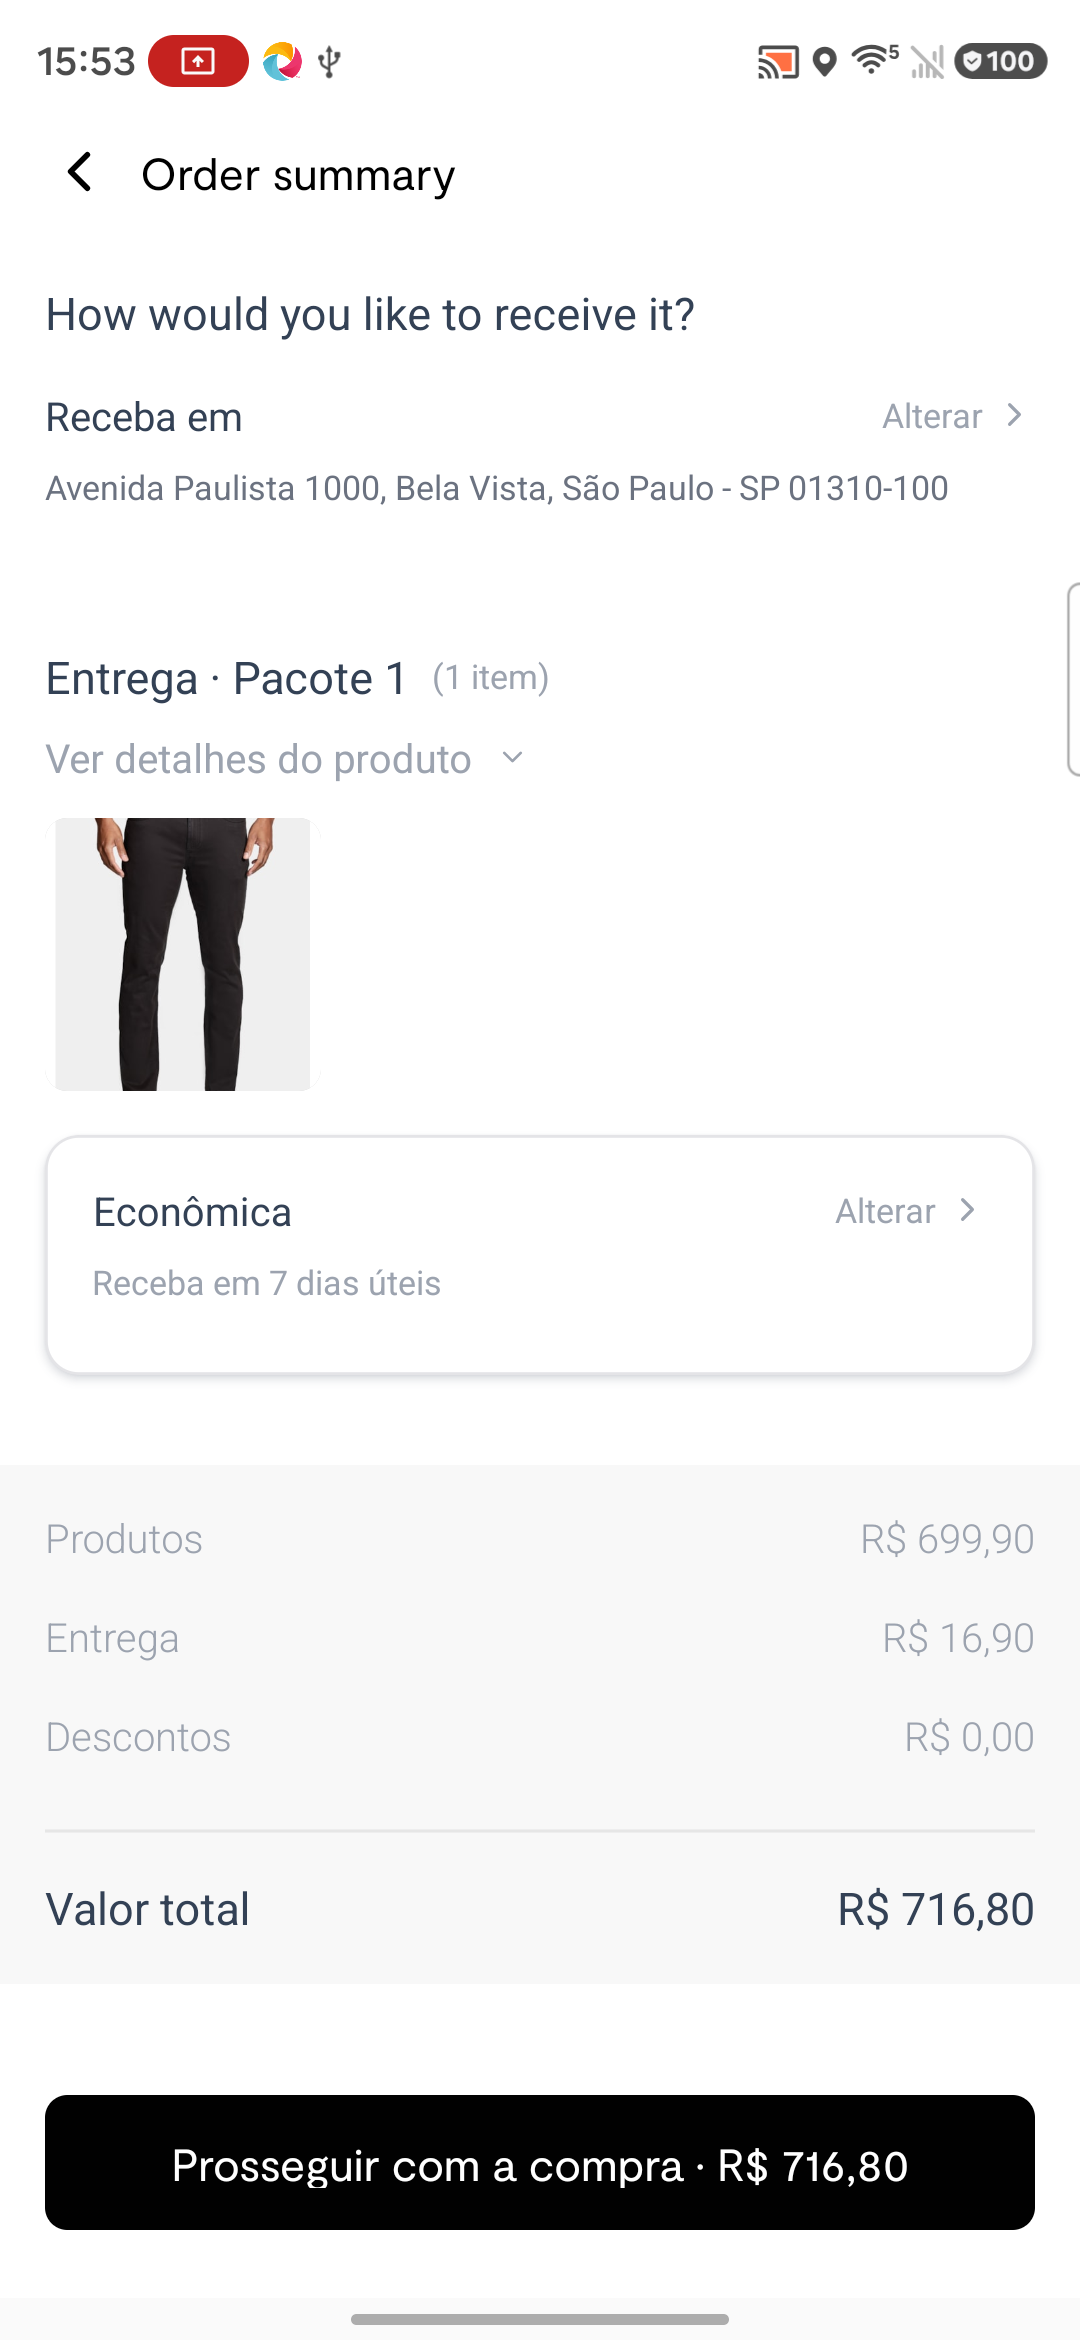 15:53
5
100
Order summary
How would you like to receive it?
Receba em
Alterar
Avenida Paulista 1000, Bela Vista, São Paulo - SP 01310-100
Entrega · Pacote 1 (1 item)
Ver detalhes do produto
Econômica
Alterar
Receba em 7 dias úteis
Produtos R$ 699,90
Entrega R$ 16,90
Descontos R$ 0,00
Valor total R$ 716,80
Prosseguir com a compra · R$ 716,80